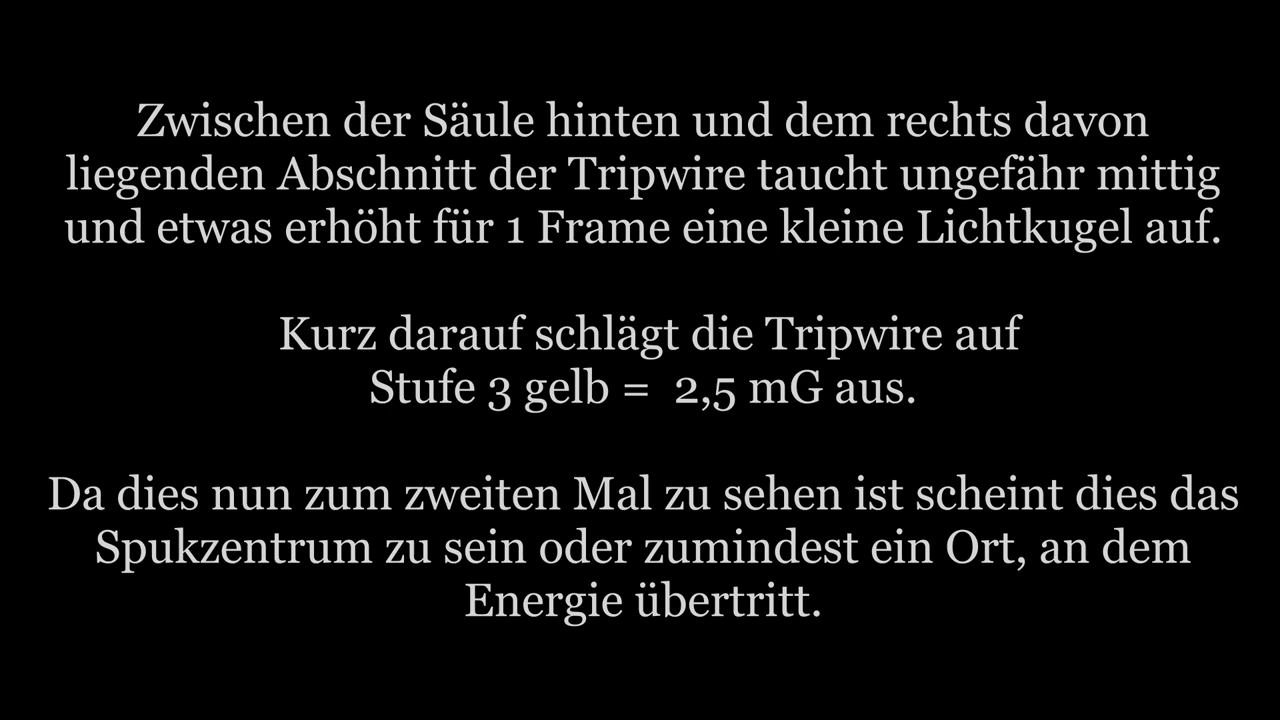 Zwischen der Säule hinten und dem rechts davon
liegenden Abschnitt der Tripwire taucht ungefähr mittig
und etwas erhöht für 1 Frame eine kleine Lichtkugel auf.
Kurz darauf schlägt die Tripwire auf
Stufe 3 gelb =  2,5 mG aus.
Da dies nun zum zweiten Mal zu sehen ist scheint dies das
Spukzentrum zu sein oder zumindest ein Ort, an dem
Energie übertritt.